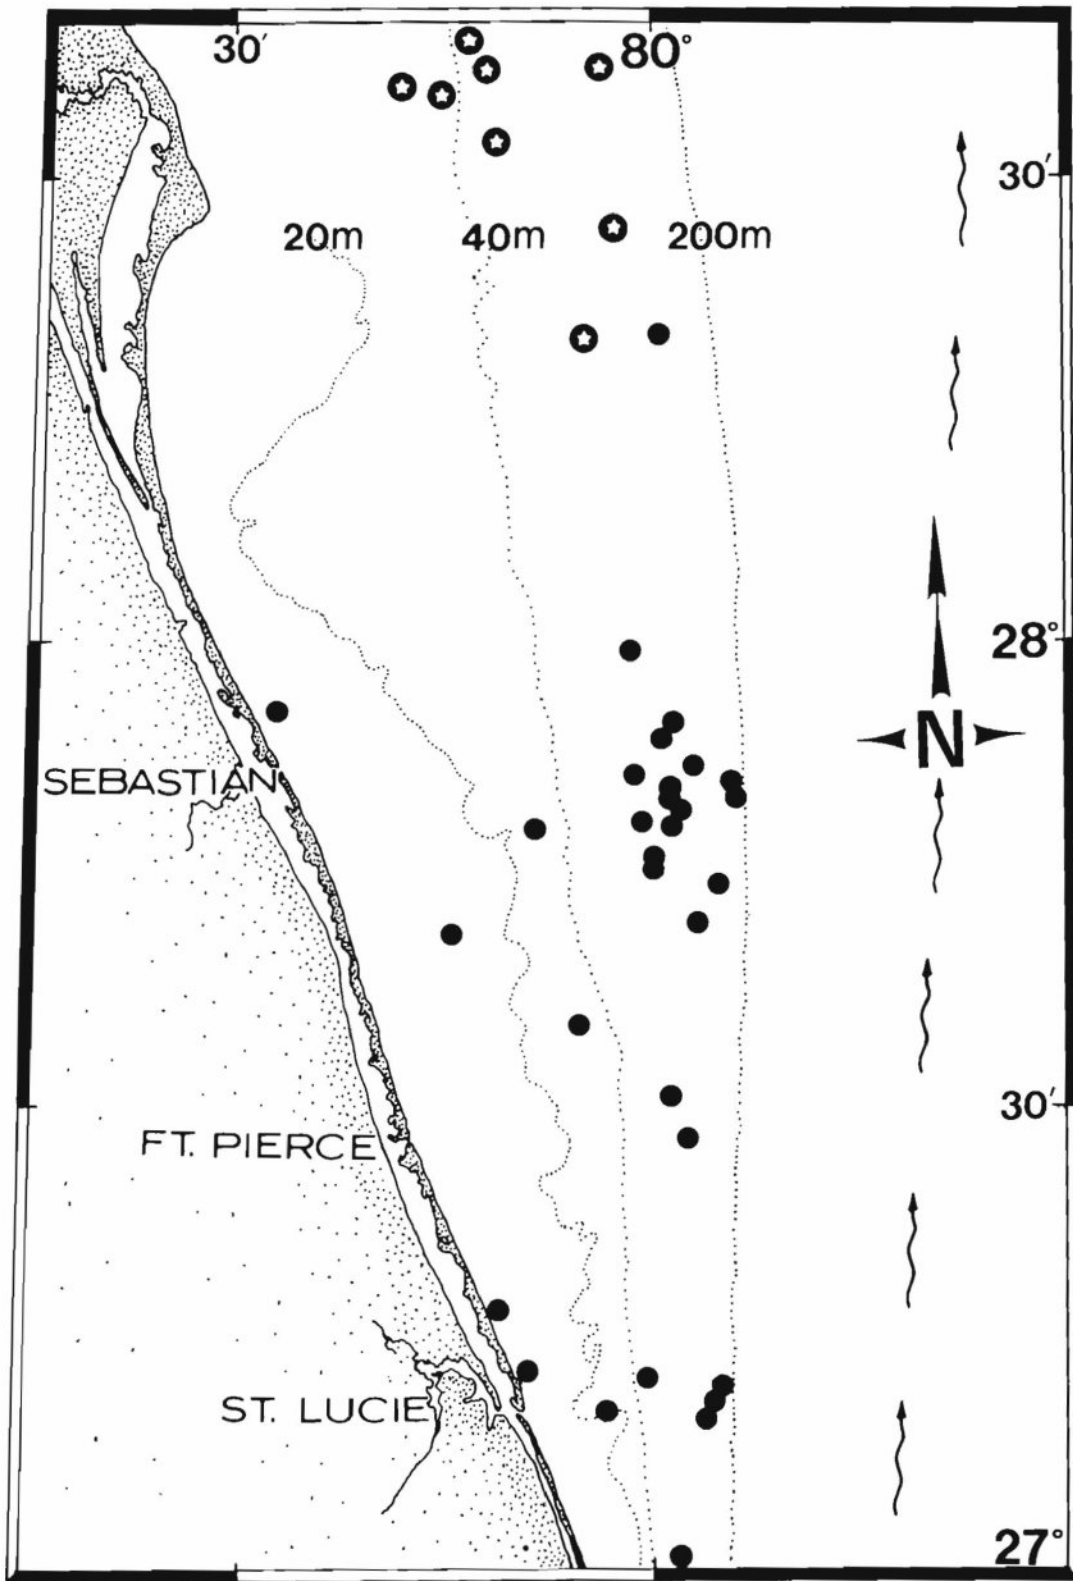 30′
80°
30′
20m
40m
200m
28°
N
SEBASTIAN
30′
FT. PIERCE
ST. LUCIE
27°